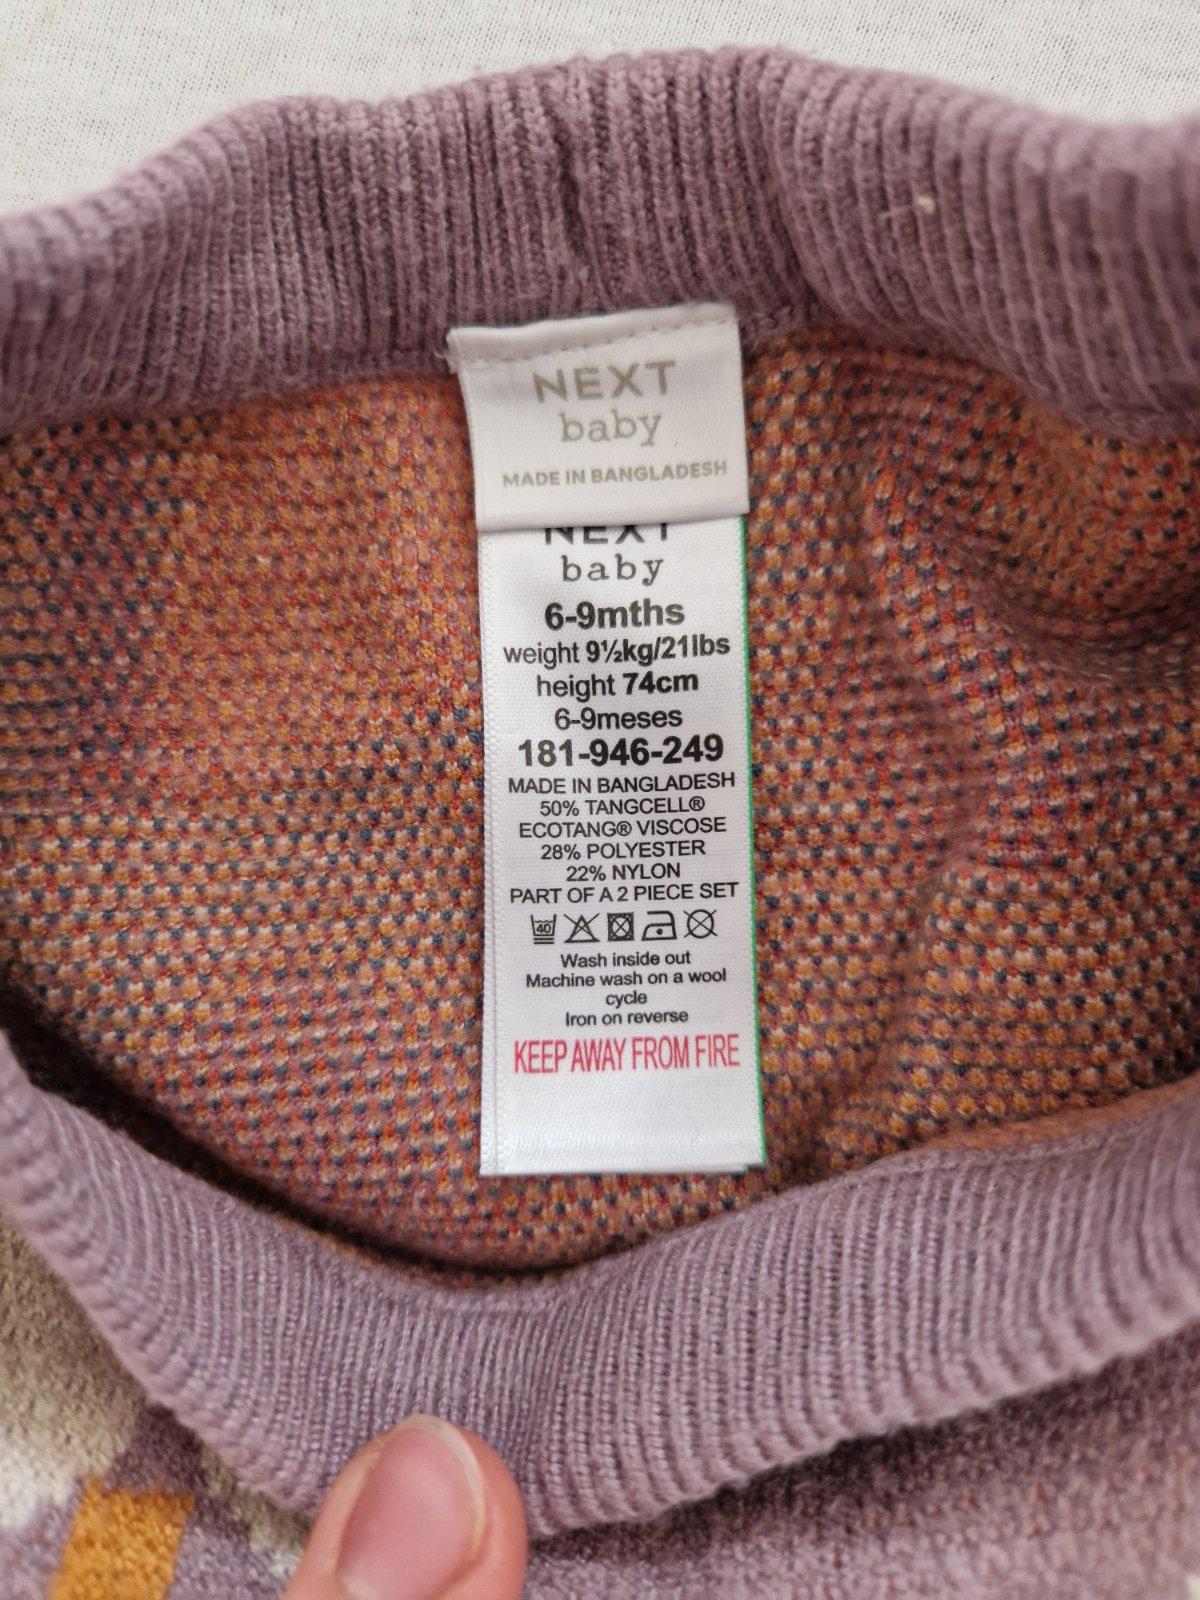 NEXT
baby
MADE IN BANGLADESH
NEXT
baby
6-9mths
weight 9½kg/21lbs
height 74cm
6-9meses
181-946-249
MADE IN BANGLADESH
50% TANGCELL®
ECOTANG® VISCOSE
28% POLYESTER
22% NYLON
PART OF A 2 PIECE SET
40
Wash inside out
Machine wash on a wool
cycle
Iron on reverse
KEEP AWAY FROM FIRE